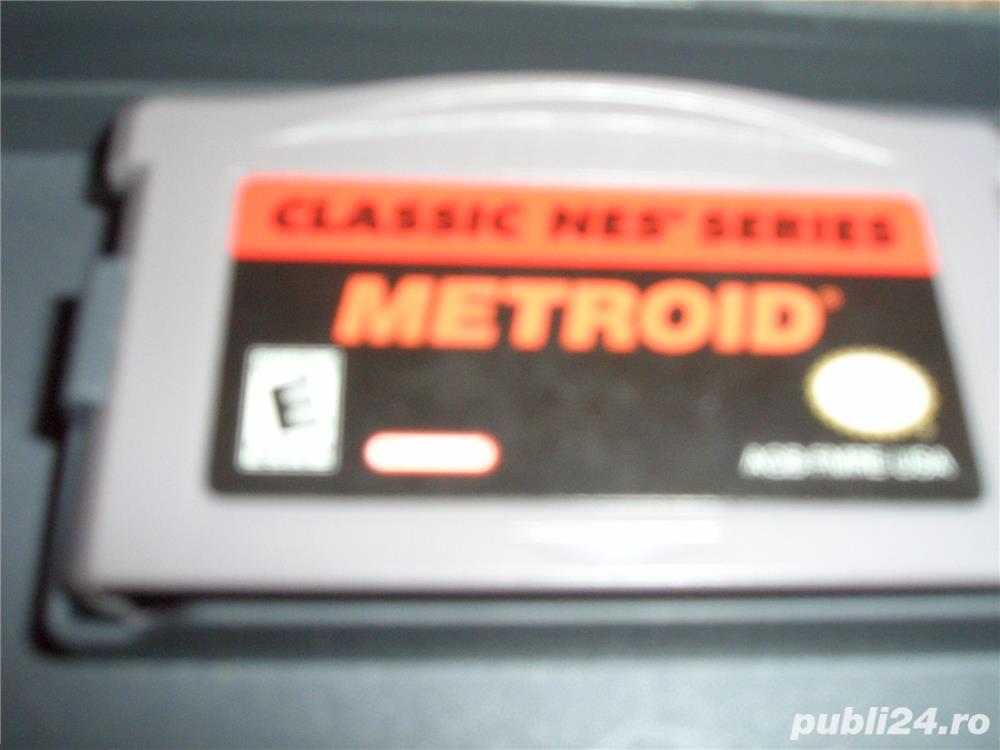 CLASSIC NES SERIES
METROID®
E
publi24.ro